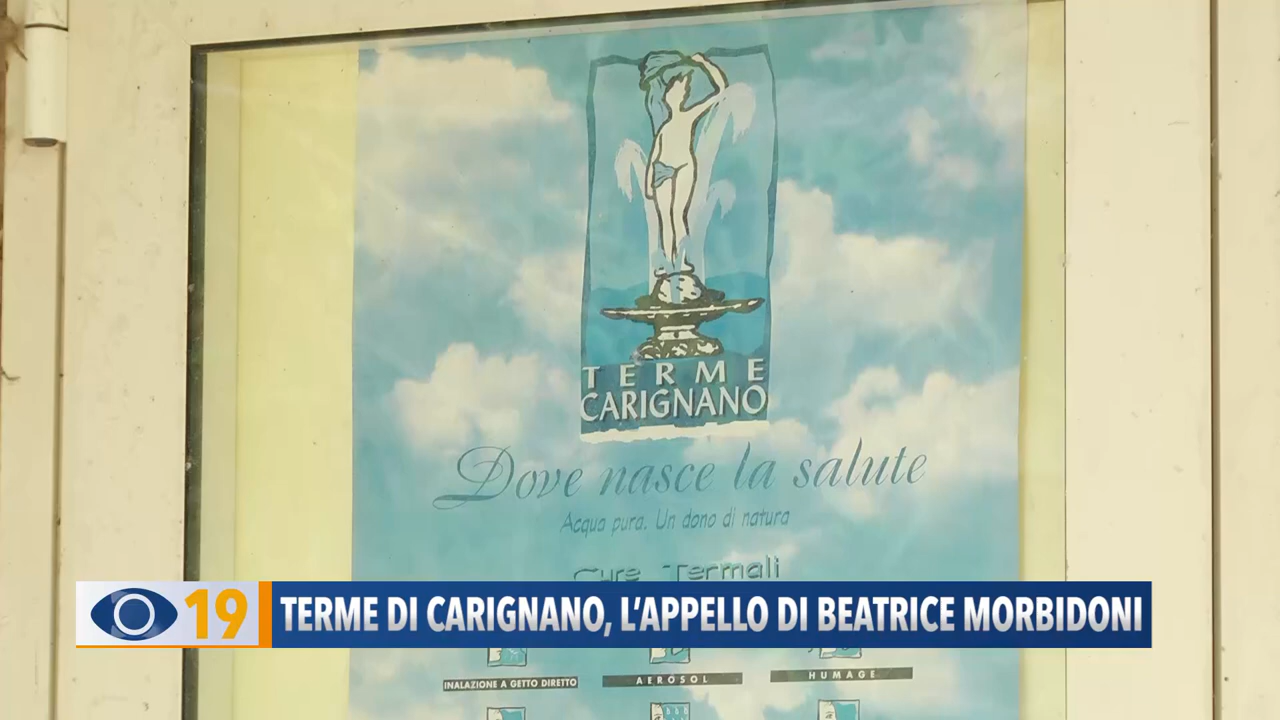 TERME
CARIGNANO
Dove nasce la salute
Acqua pura. Un dono di natura
Cure Termali
19
TERME DI CARIGNANO, L'APPELLO DI BEATRICE MORBIDONI
INALAZIONE A GETTO DIRETTO
AEROSOL
HUMAGE